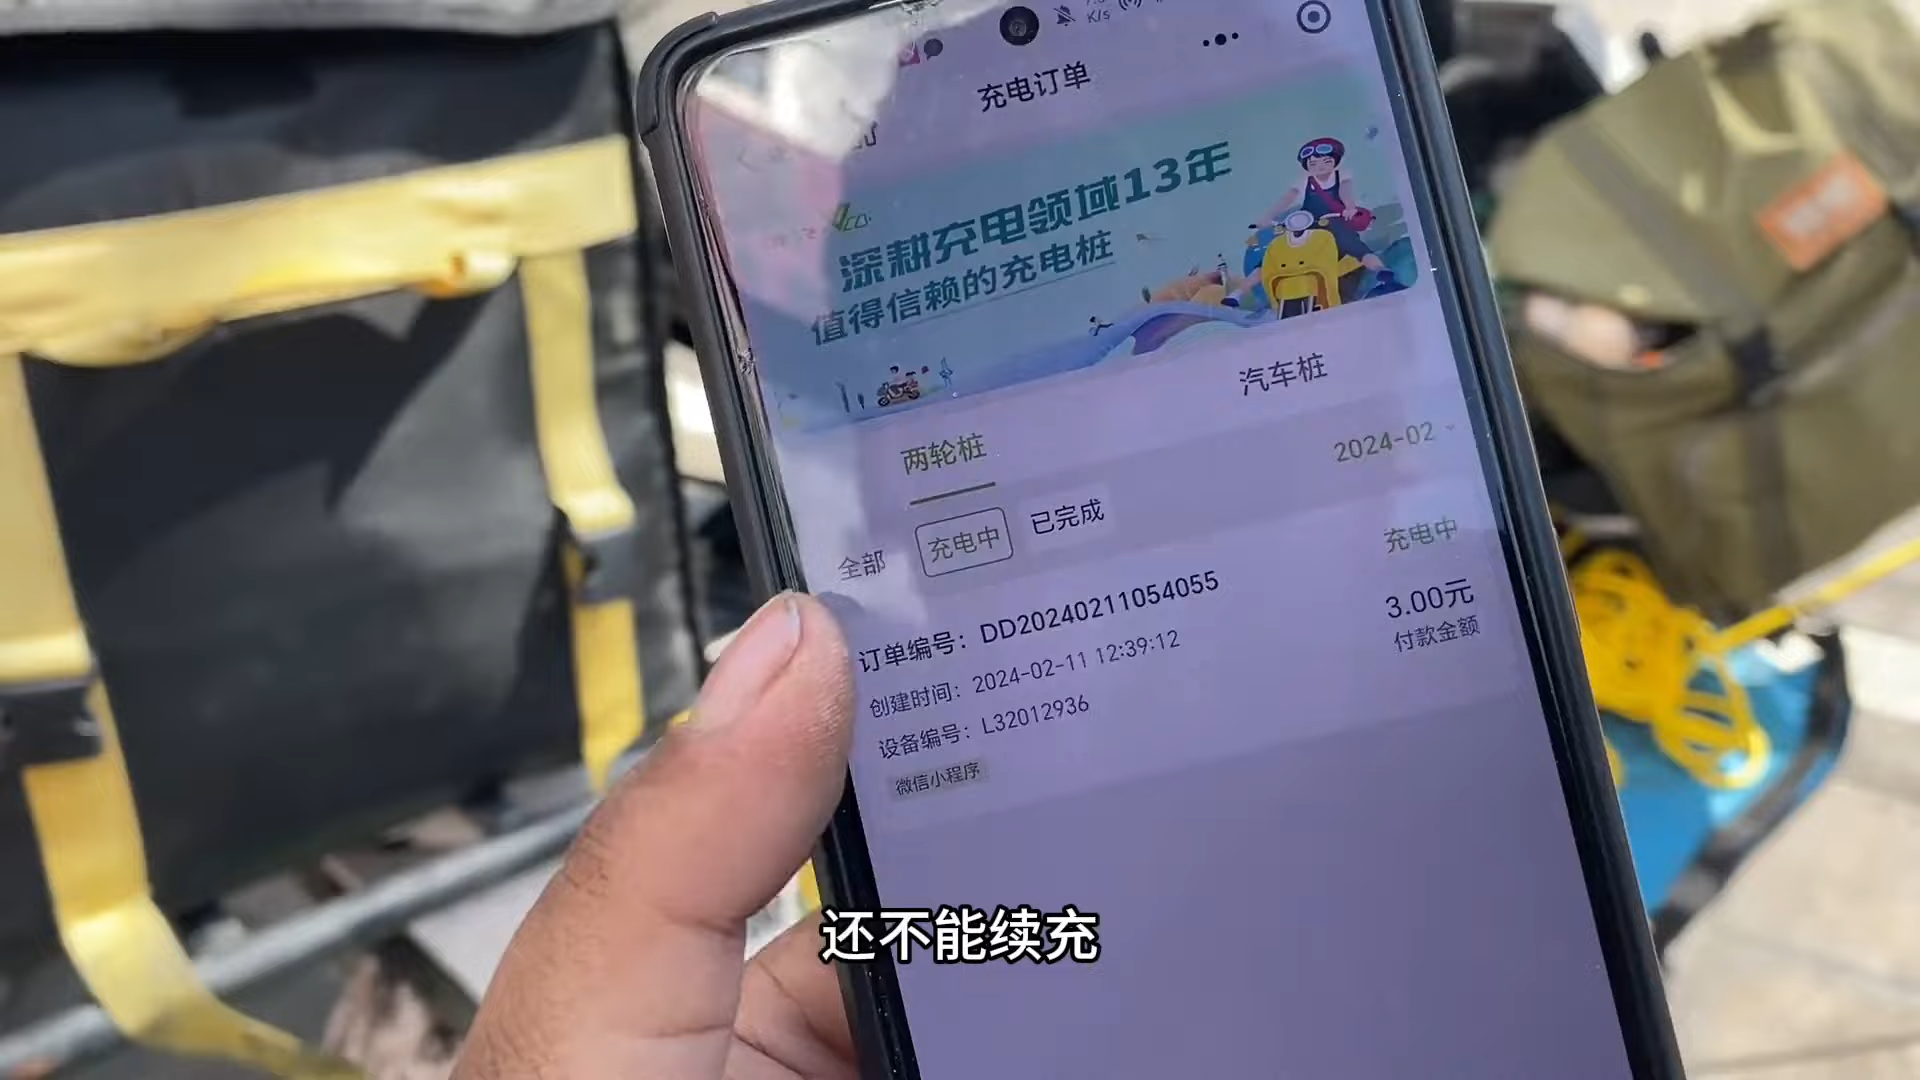 K/s
充电订单
深耕充电领域13年
值得信赖的充电桩
两轮桩
汽车桩
2024-02
全部
充电中
已完成
订单编号：DD20240211054055
充电中
创建时间：2024-02-11 12:39:12
3.00元
设备编号：L32012936
付款金额
微信小程序
还不能续充